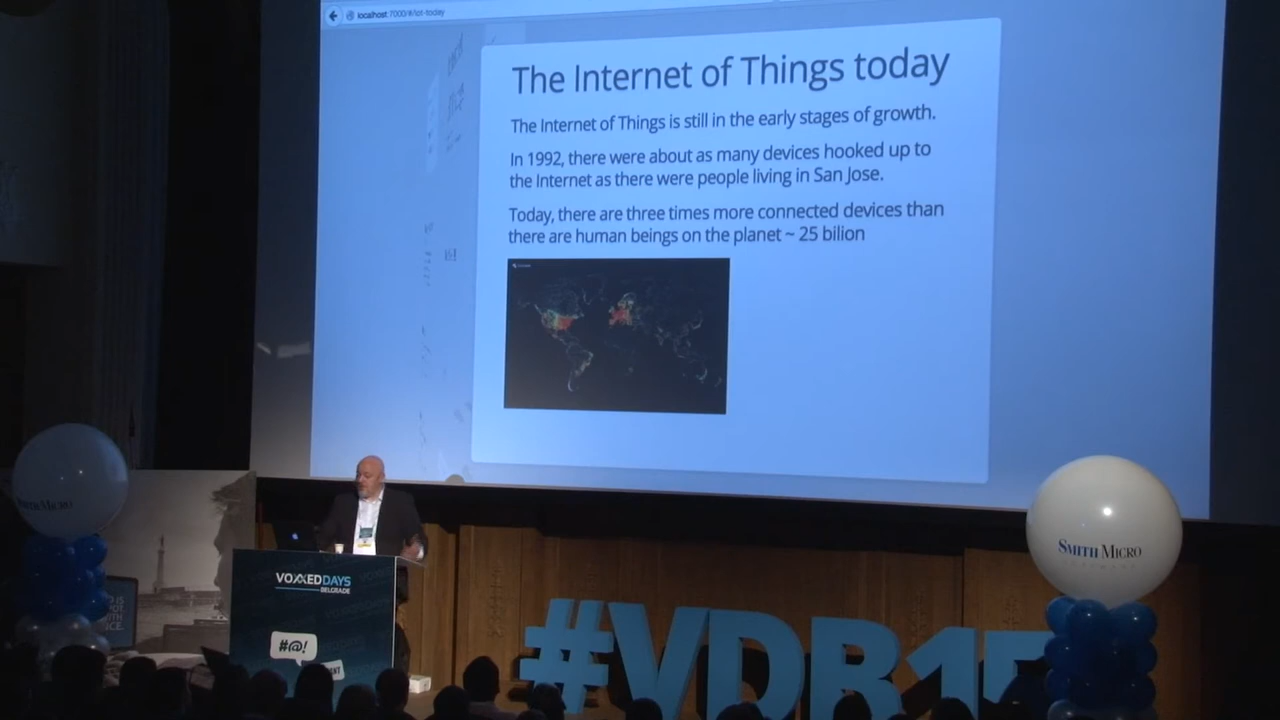 localhost:7000/#/iot-today
The Internet of Things today
The Internet of Things is still in the early stages of growth.
In 1992, there were about as many devices hooked up to
the Internet as there were people living in San Jose.
Today, there are three times more connected devices than
there are human beings on the planet ~ 25 bilion
SMITH MICRO
SMITH MICRO
VOXXED DAYS
BELGRADE
#@!
#VDB15